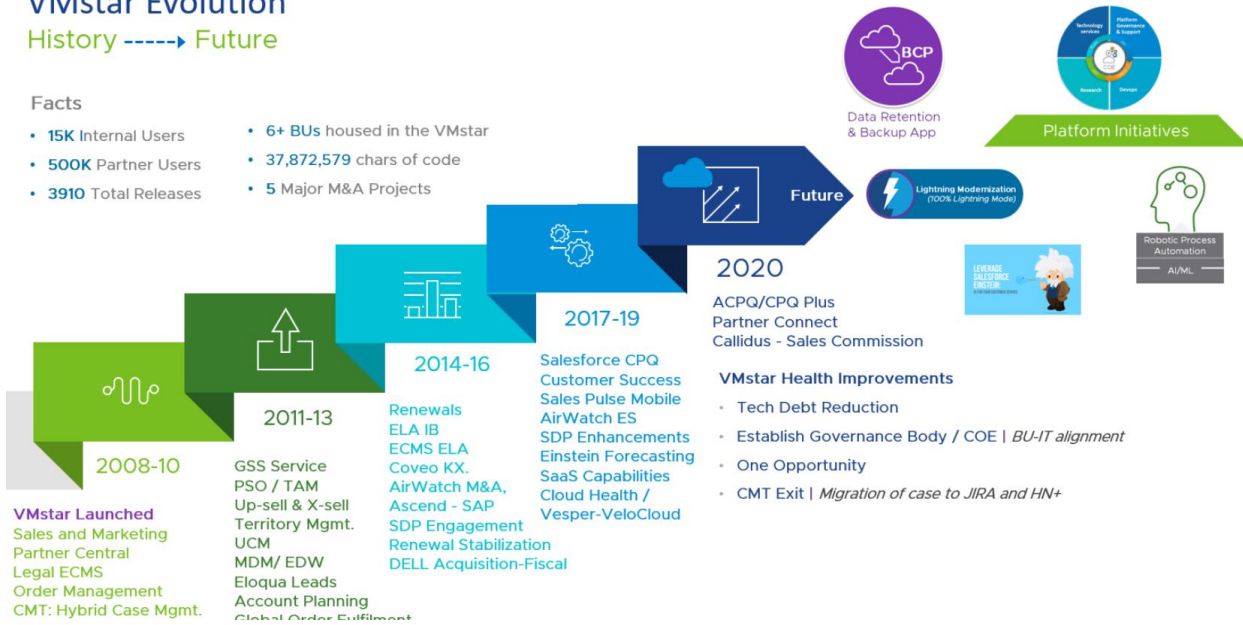 VMstar Evolution
History -----> Future
Facts
• 15K Internal Users
• 500K Partner Users
• 3910 Total Releases
• 6+ BUs housed in the VMstar
• 37,872,579 chars of code
• 5 Major M&A Projects
BCP
Data Retention
& Backup App
Technology
services
Platform
Governance
& Support
COE
Research
Devops
Platform Initiatives
Future
Lightning Modernization
(100% Lightning Mode)
Robotic Process
Automation
AI/ML
LEVERAGE
SALESFORCE
EINSTEIN:
2008-10
VMstar Launched
Sales and Marketing
Partner Central
Legal ECMS
Order Management
CMT: Hybrid Case Mgmt.
2011-13
GSS Service
PSO / TAM
Up-sell & X-sell
Territory Mgmt.
UCM
MDM/ EDW
Eloqua Leads
Account Planning
Global Order Fulfilment
2014-16
Renewals
ELA IB
ECMS ELA
Coveo KX.
AirWatch M&A,
Ascend - SAP
SDP Engagement
Renewal Stabilization
DELL Acquisition-Fiscal
2017-19
Salesforce CPQ
Customer Success
Sales Pulse Mobile
AirWatch ES
SDP Enhancements
Einstein Forecasting
SaaS Capabilities
Cloud Health /
Vesper-VeloCloud
2020
ACPQ/CPQ Plus
Partner Connect
Callidus - Sales Commission
VMstar Health Improvements
• Tech Debt Reduction
• Establish Governance Body / COE | BU-IT alignment
• One Opportunity
• CMT Exit | Migration of case to JIRA and HN+